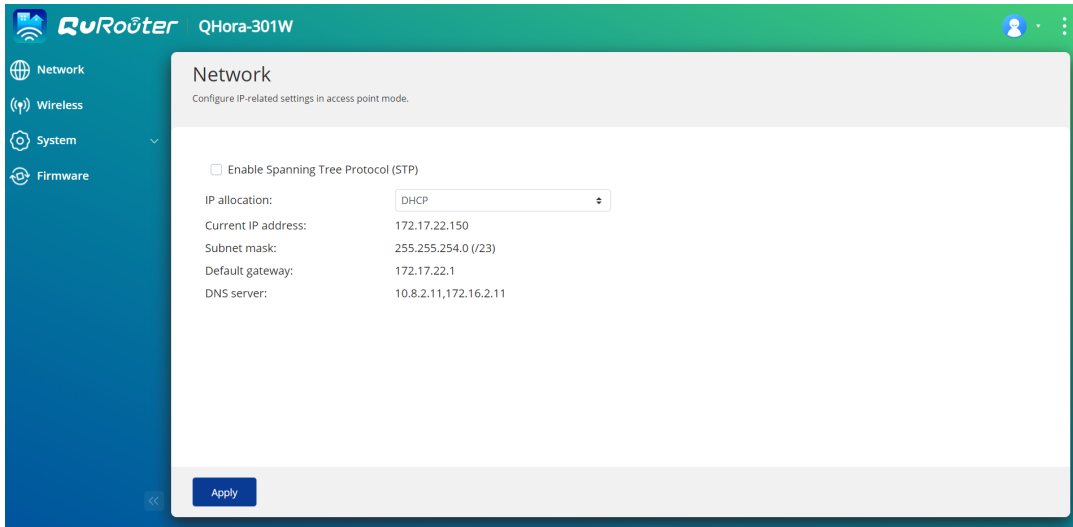 QuRouter QHora-301W
Network
Wireless
System
Firmware
Network
Configure IP-related settings in access point mode.
Enable Spanning Tree Protocol (STP)
IP allocation: DHCP
Current IP address: 172.17.22.150
Subnet mask: 255.255.254.0 (/23)
Default gateway: 172.17.22.1
DNS server: 10.8.2.11,172.16.2.11
Apply